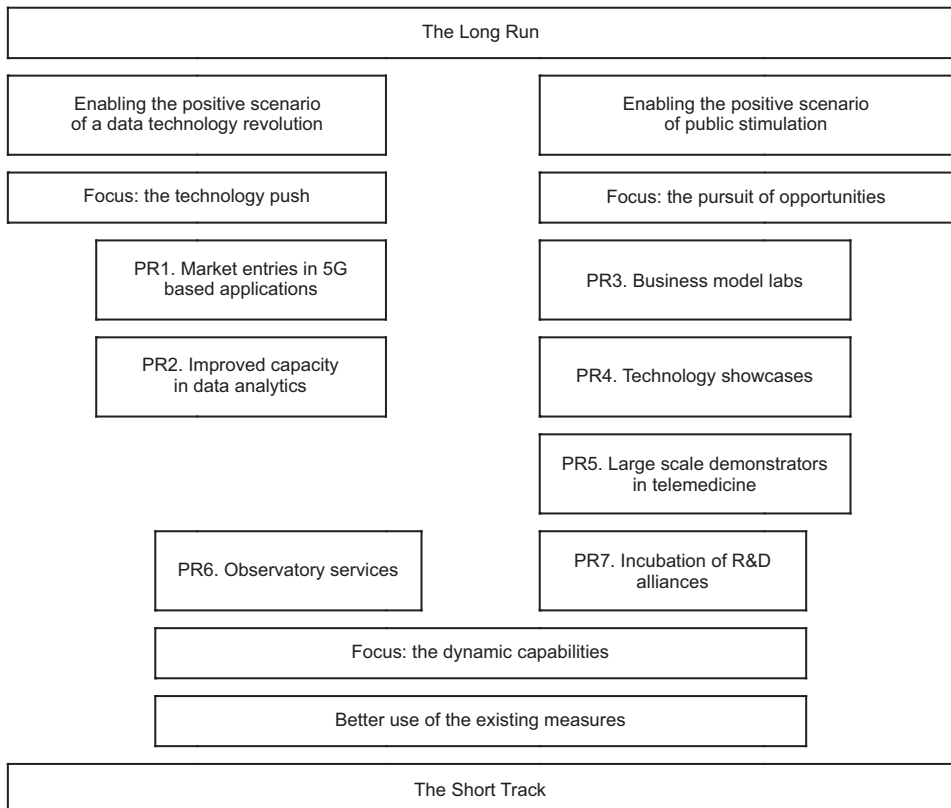 The Long Run
Enabling the positive scenario
of a data technology revolution
Enabling the positive scenario
of public stimulation
Focus: the technology push
Focus: the pursuit of opportunities
PR1. Market entries in 5G
based applications
PR3. Business model labs
PR2. Improved capacity
in data analytics
PR4. Technology showcases
PR5. Large scale demonstrators
in telemedicine
PR6. Observatory services
PR7. Incubation of R&D
alliances
Focus: the dynamic capabilities
Better use of the existing measures
The Short Track